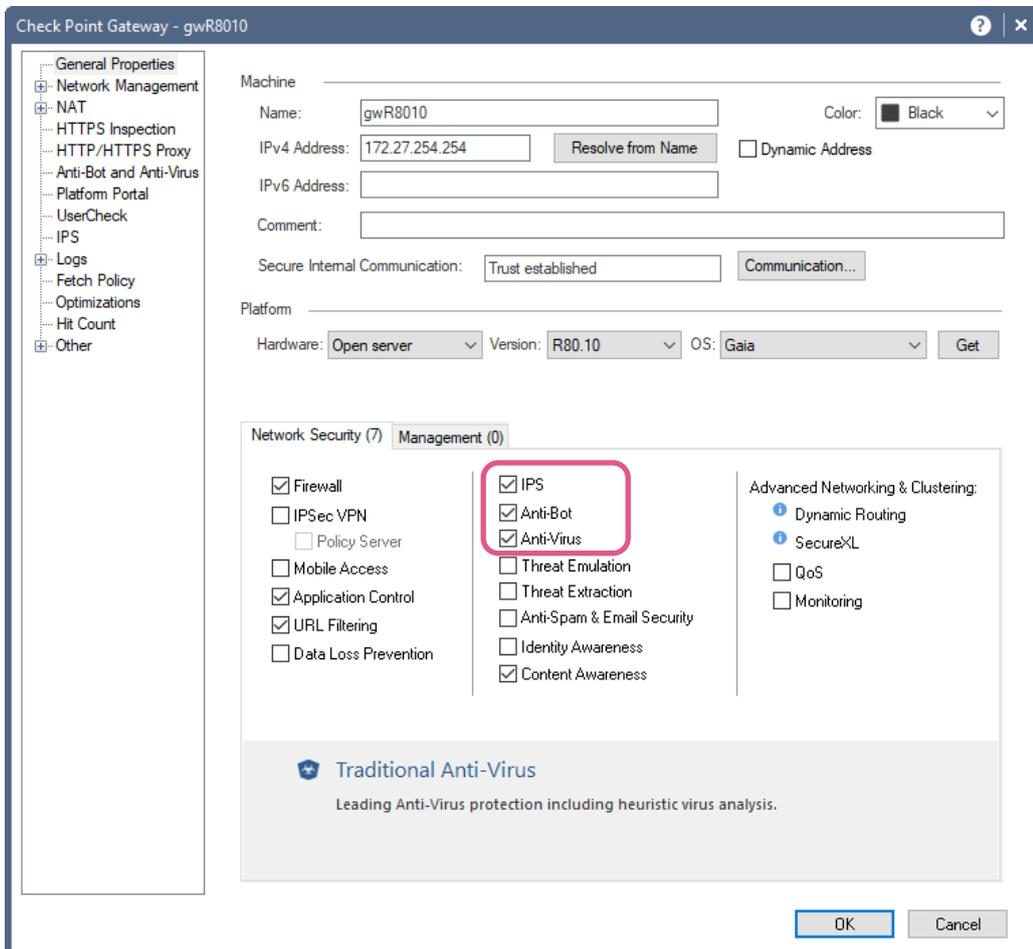 Check Point Gateway - gwR8010
General Properties
Network Management
NAT
HTTPS Inspection
HTTP/HTTPS Proxy
Anti-Bot and Anti-Virus
Platform Portal
UserCheck
IPS
Logs
Fetch Policy
Optimizations
Hit Count
Other
Machine
Name: gwR8010 Color: Black
IPv4 Address: 172.27.254.254 Resolve from Name Dynamic Address
IPv6 Address:
Comment:
Secure Internal Communication: Trust established Communication...
Platform
Hardware: Open server Version: R80.10 OS: Gaia Get
Network Security (7) Management (0)
Firewall
IPSec VPN
Policy Server
Mobile Access
Application Control
URL Filtering
Data Loss Prevention
IPS
Anti-Bot
Anti-Virus
Threat Emulation
Threat Extraction
Anti-Spam & Email Security
Identity Awareness
Content Awareness
Advanced Networking & Clustering:
Dynamic Routing
SecureXL
QoS
Monitoring
Traditional Anti-Virus
Leading Anti-Virus protection including heuristic virus analysis.
OK Cancel